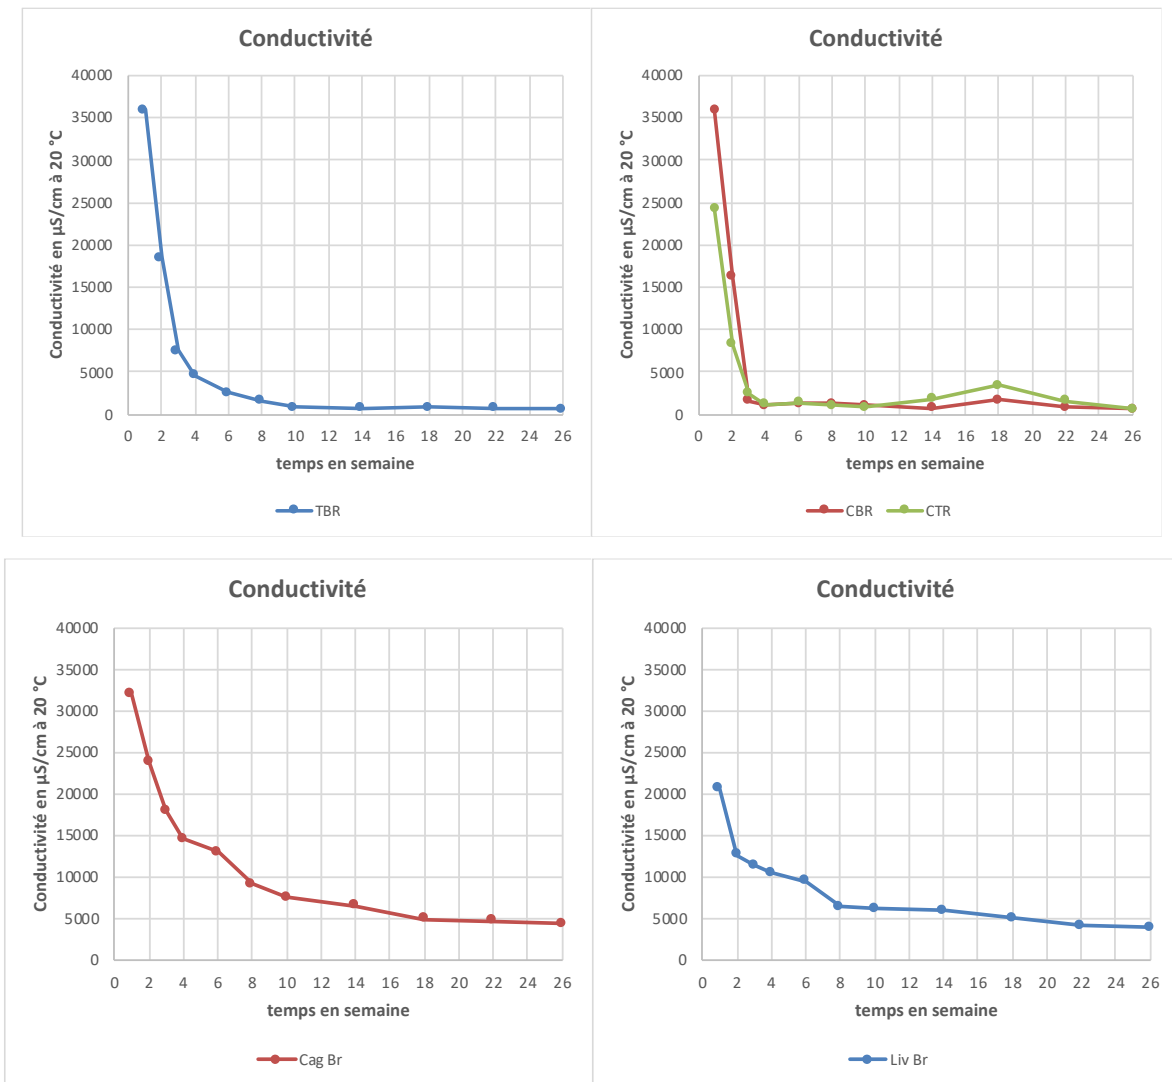 Conductivité
Conductivité en µS/cm à 20 °C
40000
35000
30000
25000
20000
15000
10000
5000
0
0 2 4 6 8 10 12 14 16 18 20 22 24 26
temps en semaine
TBR
Conductivité
Conductivité en µS/cm à 20 °C
40000
35000
30000
25000
20000
15000
10000
5000
0
0 2 4 6 8 10 12 14 16 18 20 22 24 26
temps en semaine
CBR CTR
Conductivité
Conductivité en µS/cm à 20 °C
40000
35000
30000
25000
20000
15000
10000
5000
0
0 2 4 6 8 10 12 14 16 18 20 22 24 26
temps en semaine
Cag Br
Conductivité
Conductivité en µS/cm à 20 °C
40000
35000
30000
25000
20000
15000
10000
5000
0
0 2 4 6 8 10 12 14 16 18 20 22 24 26
temps en semaine
Liv Br